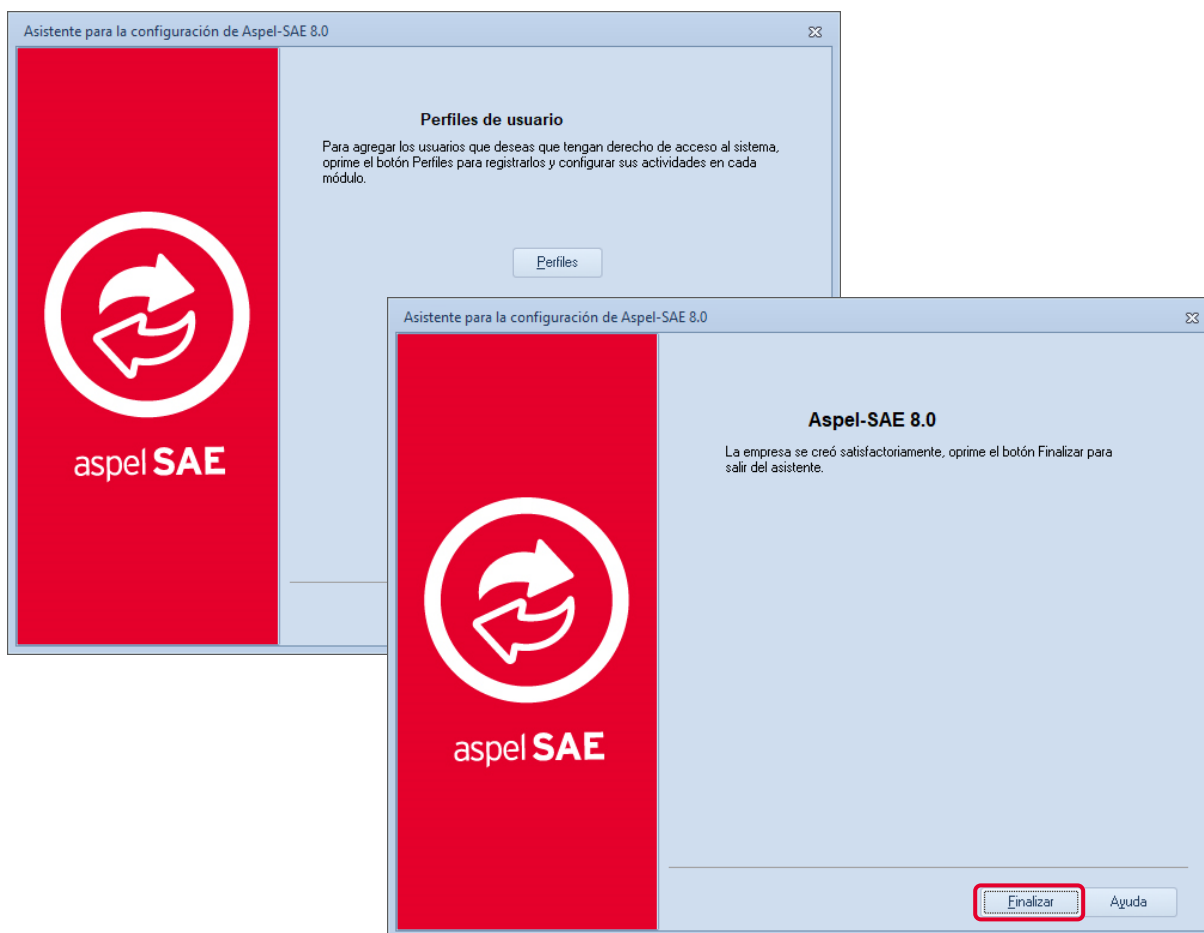 Asistente para la configuración de Aspel-SAE 8.0
Perfiles de usuario
Para agregar los usuarios que deseas que tengan derecho de acceso al sistema,
oprime el botón Perfiles para registrarlos y configurar sus actividades en cada
módulo.
Perfiles
aspel SAE
Asistente para la configuración de Aspel-SAE 8.0
Aspel-SAE 8.0
La empresa se creó satisfactoriamente, oprime el botón Finalizar para
salir del asistente.
aspel SAE
Finalizar
Ayuda